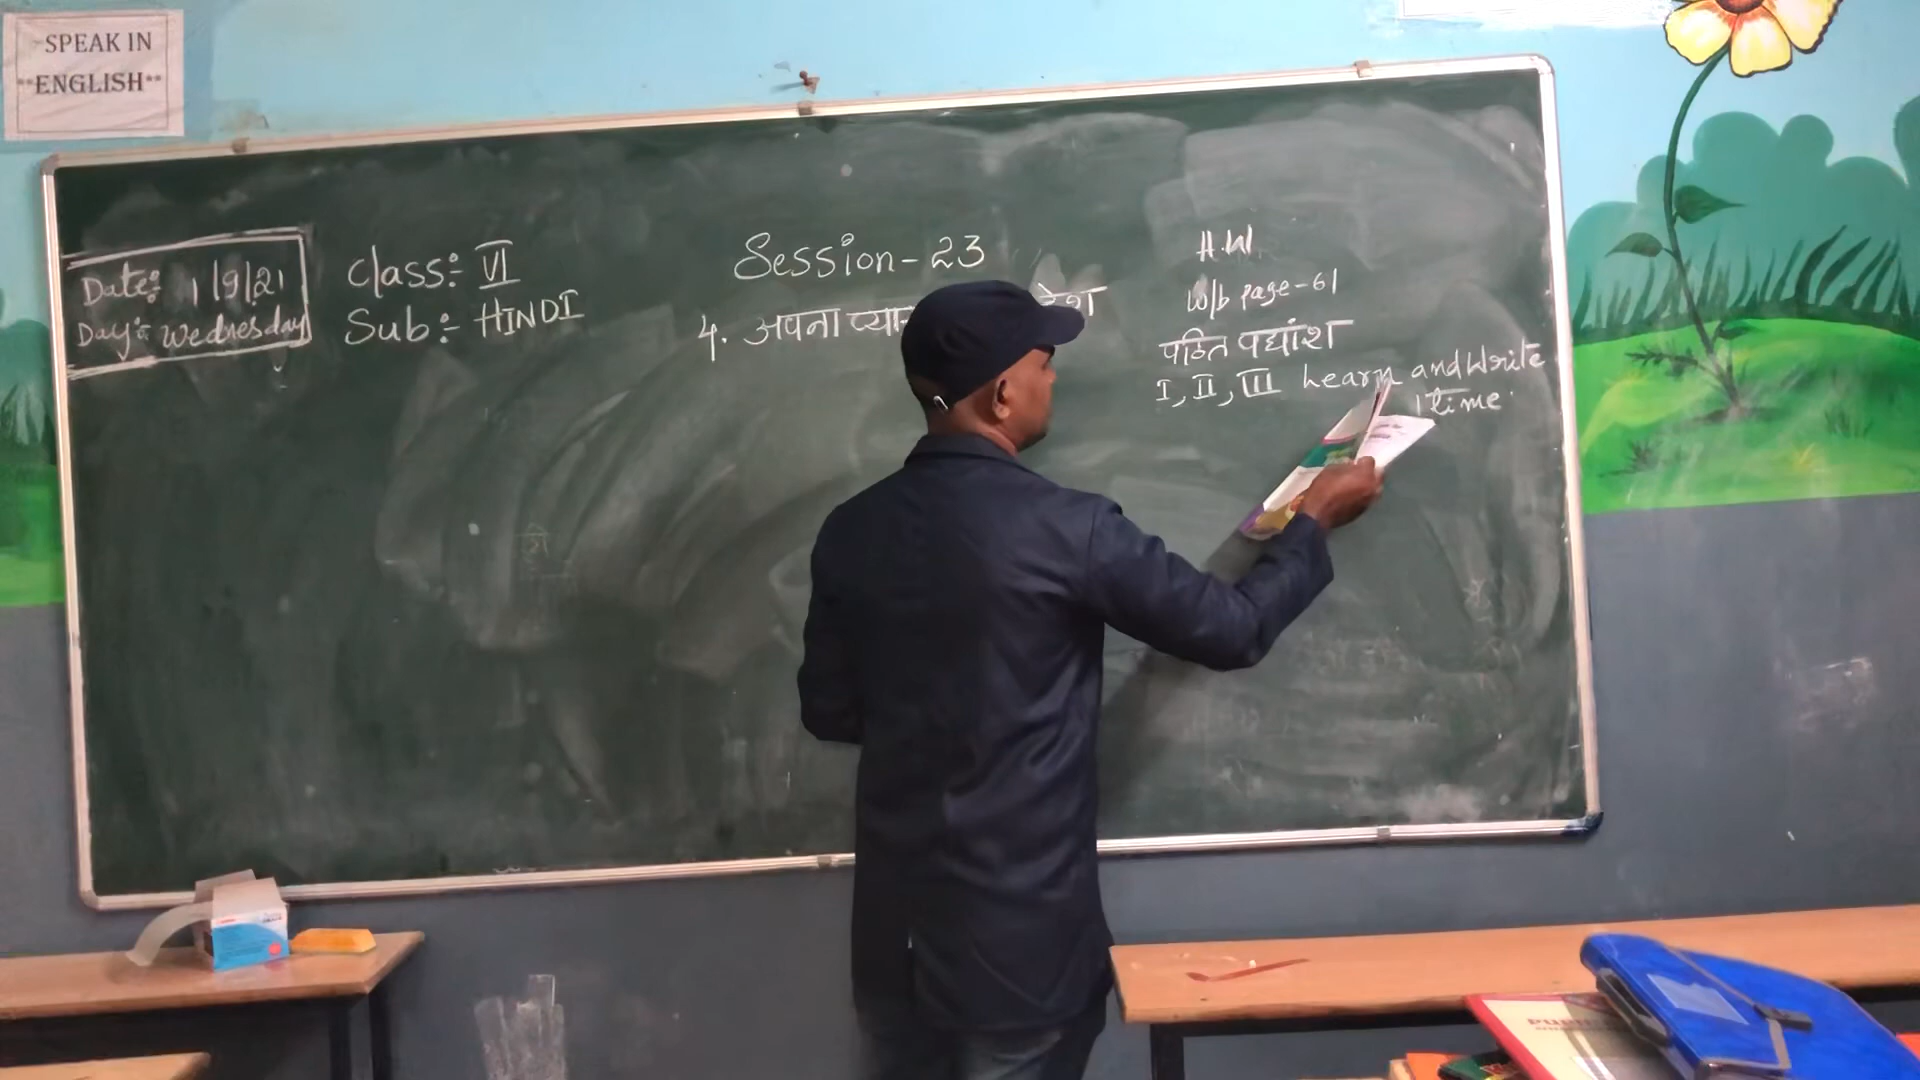 SPEAK IN
**ENGLISH**
Date:- 1/9/21
Day:- Wednesday
Class:- VI
Sub:- HINDI
Session-23
4. अपना
H.W
W/b page-61
पठित पद्यांश
I, II, III Learn and Write
1 time.